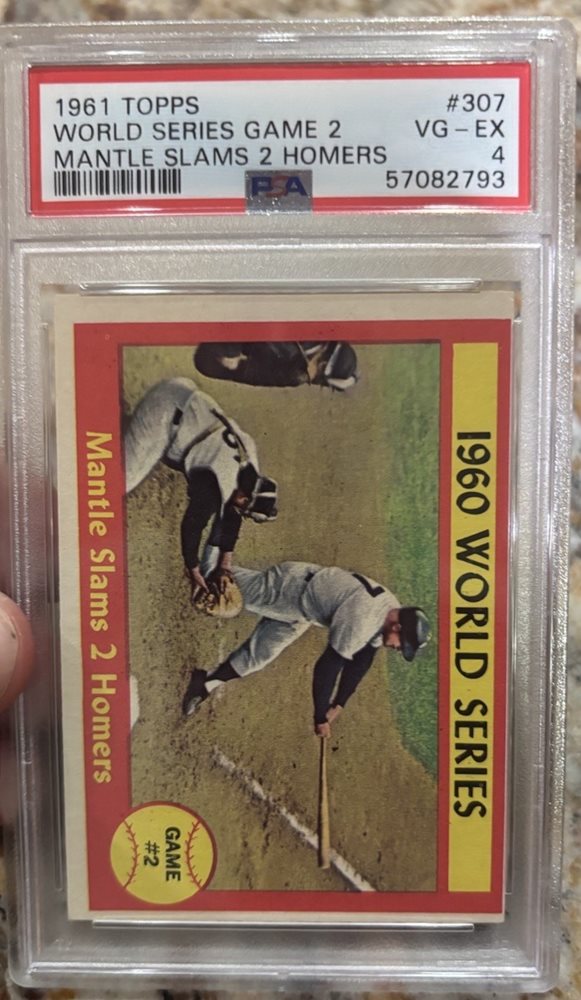 1961 TOPPS #307
WORLD SERIES GAME 2 VG-EX
MANTLE SLAMS 2 HOMERS 4
PSA 57082793
1960 WORLD SERIES
Mantle Slams 2 Homers
GAME
#2